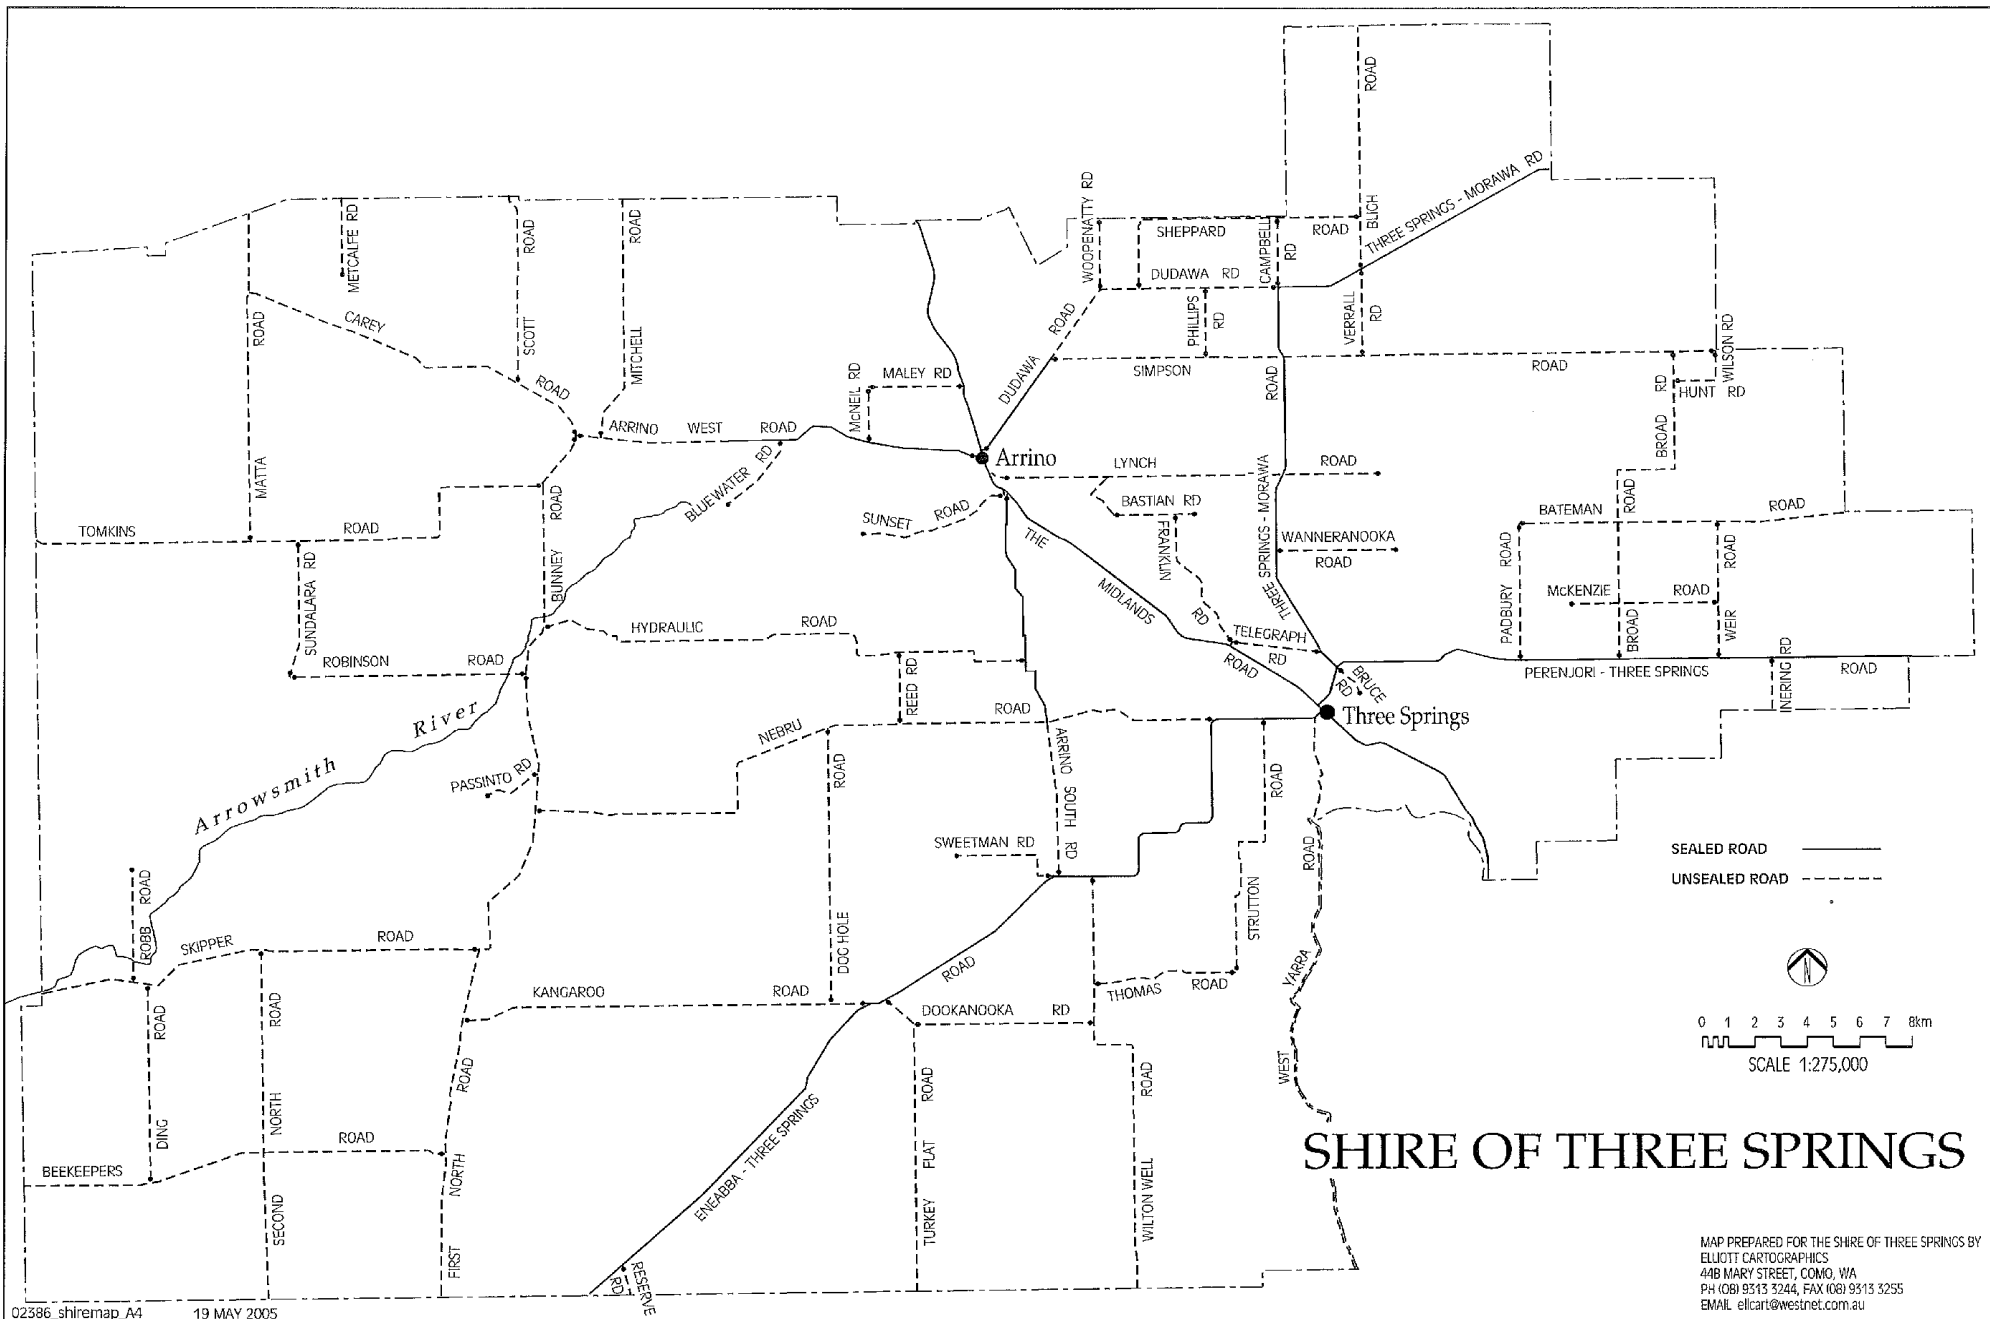 ROAD
THREE SPRINGS - MORAWA RD
BLIGH
WOOPENATTY RD
SHEPPARD
CAMPBELL
RD
ROAD
DUDAWA RD
METCALFE RD
ROAD
SCOTT
ROAD
MITCHELL
ROAD
MATTA
CAREY
ROAD
PHILLIPS
RD
VERRALL
RD
WILSON RD
DUDAWA
ROAD
SIMPSON
ROAD
ROAD
RD
HUNT RD
BROAD
McNEIL RD
MALEY RD
ARRINO WEST ROAD
BLUEWATER RD
Arrino
LYNCH
ROAD
THREE SPRINGS - MORAWA
THREE
BASTIAN RD
FRANKLIN
RD
SUNSET ROAD
THE
MIDLANDS
ROAD
WANNERANOOKA
ROAD
BATEMAN
ROAD
ROAD
BROAD
PADBURY ROAD
McKENZIE
ROAD
ROAD
WEIR
TOMKINS
ROAD
SUNDALARA RD
ROAD
BUNNEY
ROBINSON
ROAD
HYDRAULIC
ROAD
REED RD
TELEGRAPH
RD
BRUCE
RD
PERENJORI - THREE SPRINGS
ROAD
INERING RD
Three Springs
Arrowsmith River
PASSINTO RD
NEBRU
ROAD
ROAD
DOG HOLE
ARRINO SOUTH RD
ROAD
STRUTTON
SWEETMAN RD
ROAD
YARRA
WEST
ROBB ROAD
SKIPPER
ROAD
KANGAROO
ROAD
ROAD
ENEABBA - THREE SPRINGS
DOOKANOOKA RD
THOMAS ROAD
ROAD
DING
ROAD
NORTH
SECOND
ROAD
NORTH
FIRST
BEEKEEPERS
ROAD
ROAD
FLAT
TURKEY
ROAD
WILTON WELL
RESERVE
RD
SEALED ROAD
UNSEALED ROAD
N
0 1 2 3 4 5 6 7 8km
SCALE 1:275,000
SHIRE OF THREE SPRINGS
MAP PREPARED FOR THE SHIRE OF THREE SPRINGS BY
ELLIOTT CARTOGRAPHICS
44B MARY STREET, COMO, WA
PH (08) 9313 3244, FAX (08) 9313 3255
EMAIL ellcart@westnet.com.au
02386_shiremap_A4 19 MAY 2005